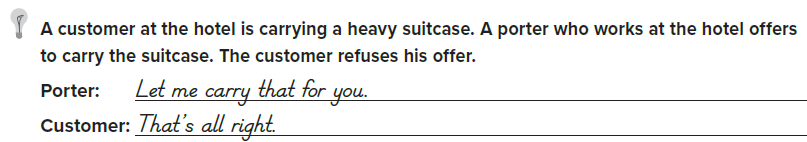 A customer at the hotel is carrying a heavy suitcase. A porter who works at the hotel offers
to carry the suitcase. The customer refuses his offer.
Porter: Let me carry that for you.
Customer: That's all right.